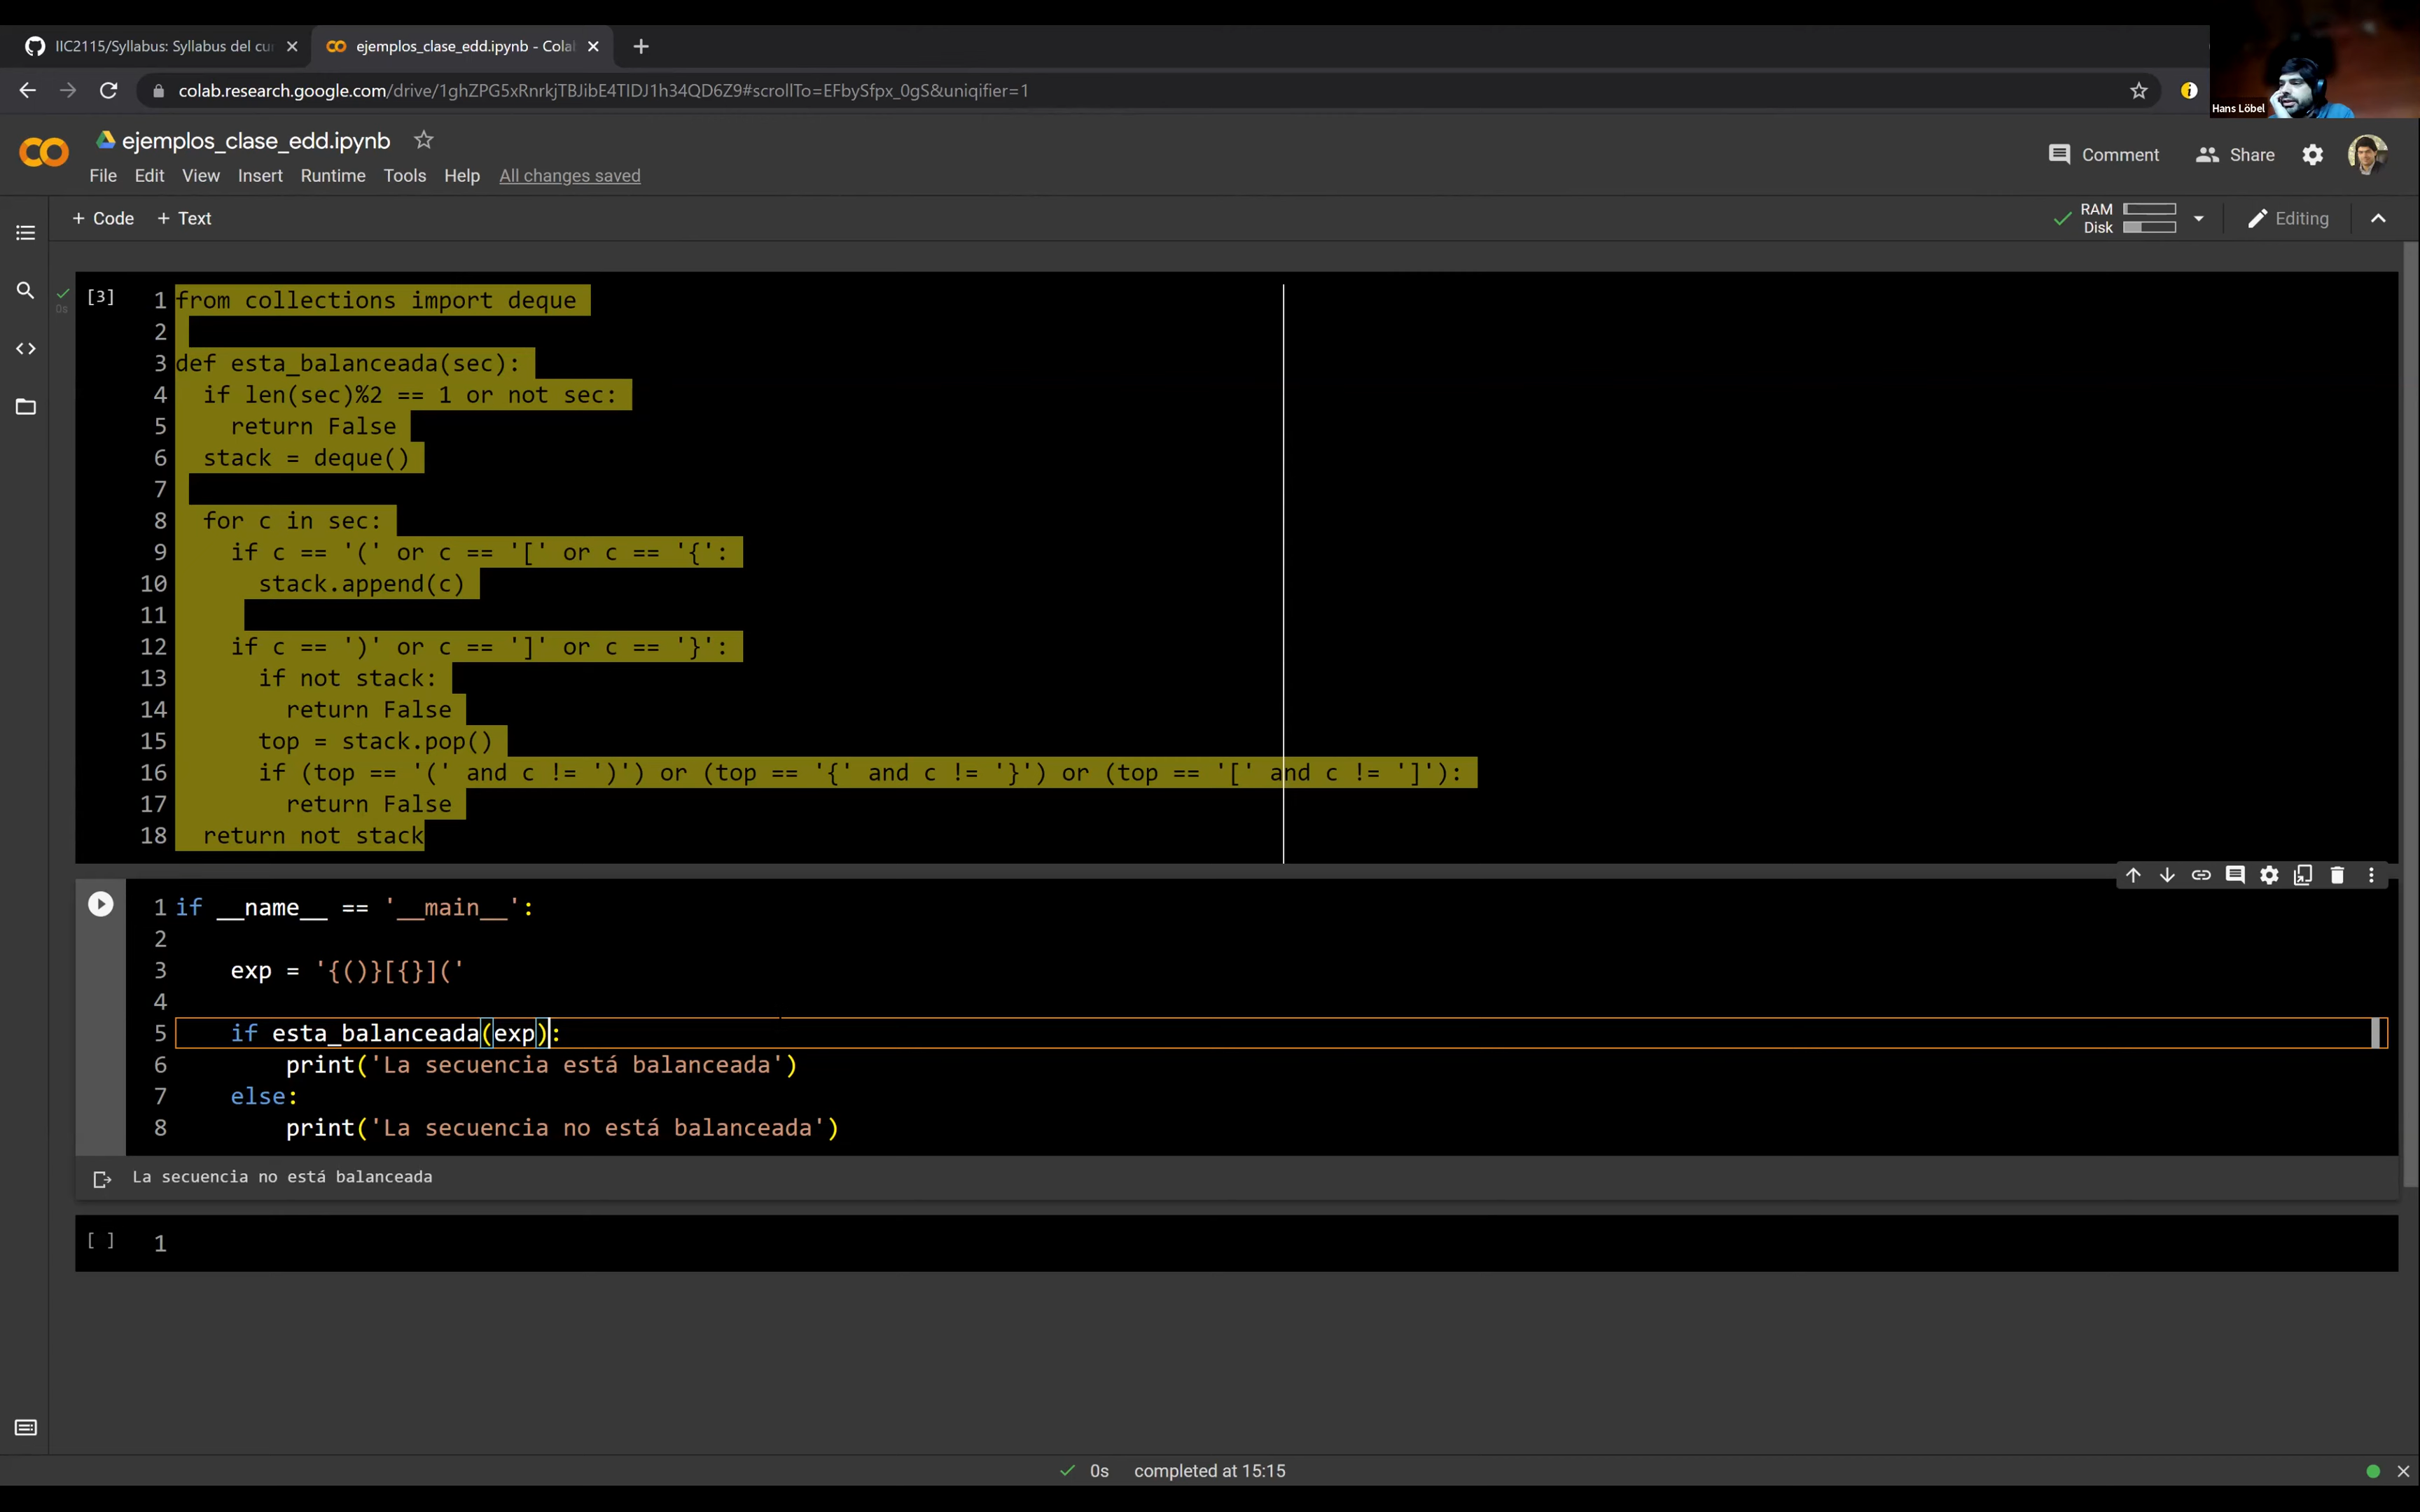 IIC2115/Syllabus: Syllabus del cu
ejemplos_clase_edd.ipynb - Cola
colab.research.google.com/drive/1ghZPG5xRnrkjTBJibE4TIDJ1h34QD6Z9#scrollTo=EFbySfpx_0gS&uniqifier=1
Hans Löbel
ejemplos_clase_edd.ipynb
Comment
Share
File Edit View Insert Runtime Tools Help All changes saved
+ Code + Text
RAM
Disk
Editing
[3]
0s
1 from collections import deque
2
3 def esta_balanceada(sec):
4   if len(sec)%2 == 1 or not sec:
5     return False
6   stack = deque()
7
8   for c in sec:
9     if c == '(' or c == '[' or c == '{':
10       stack.append(c)
11
12     if c == ')' or c == ']' or c == '}':
13       if not stack:
14         return False
15       top = stack.pop()
16       if (top == '(' and c != ')') or (top == '{' and c != '}') or (top == '[' and c != ']'):
17         return False
18   return not stack
1 if __name__ == '__main__':
2
3     exp = '{()}[{}]('
4
5     if esta_balanceada(exp):
6         print('La secuencia está balanceada')
7     else:
8         print('La secuencia no está balanceada')
La secuencia no está balanceada
[ ] 1
0s completed at 15:15